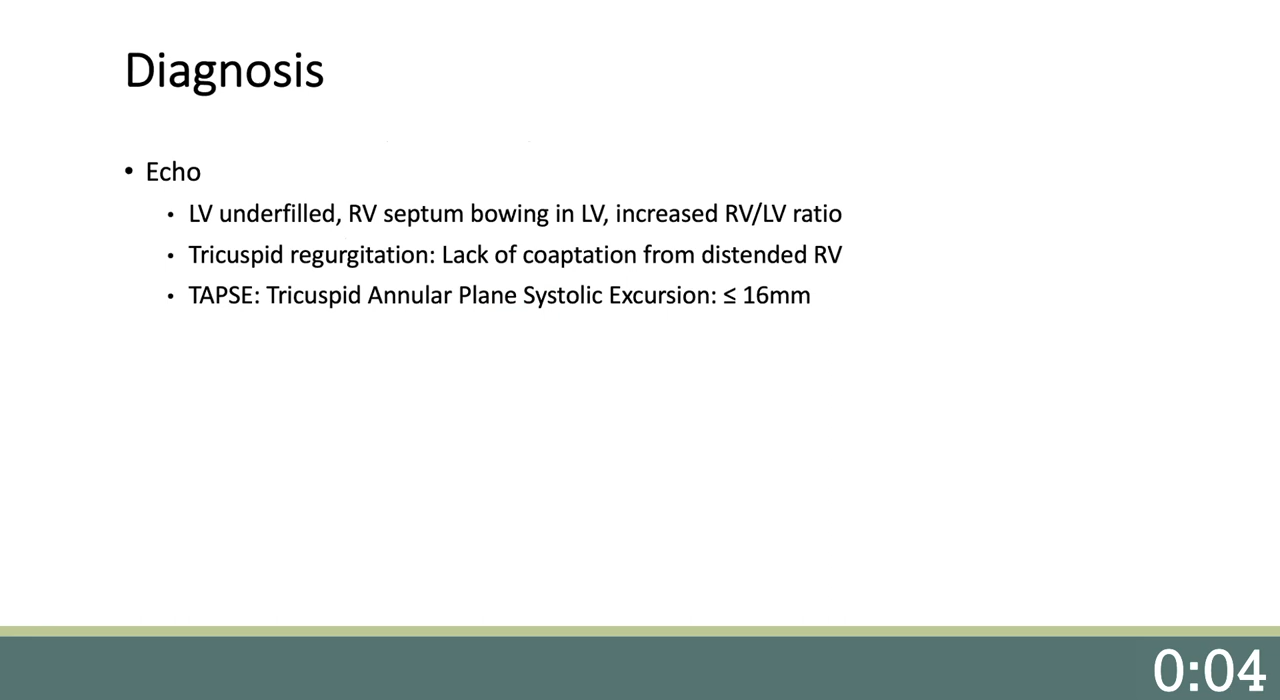 Diagnosis
• Echo
• LV underfilled, RV septum bowing in LV, increased RV/LV ratio
• Tricuspid regurgitation: Lack of coaptation from distended RV
• TAPSE: Tricuspid Annular Plane Systolic Excursion: ≤ 16mm
0:04